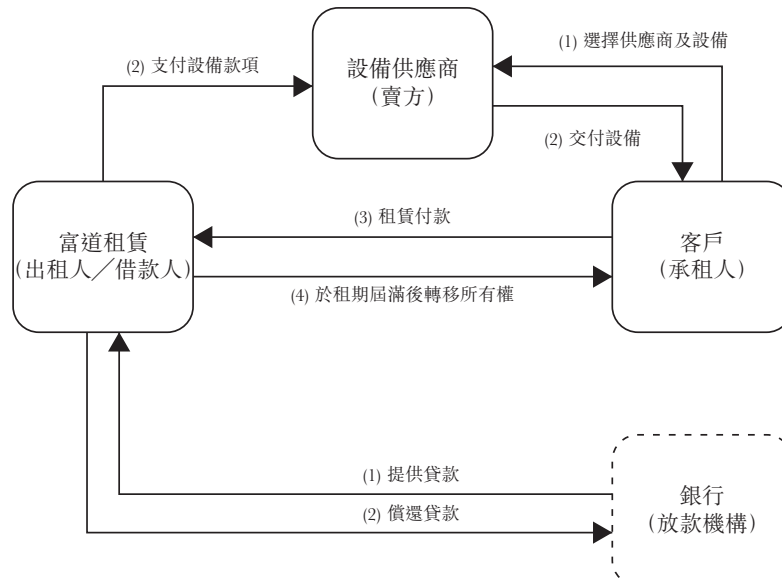 (1) 選擇供應商及設備
(2) 支付設備款項
設備供應商
(賣方)
(2) 交付設備
富道租賃
(出租人╱借款人)
(3) 租賃付款
(4) 於租期屆滿後轉移所有權
客戶
(承租人)
(1) 提供貸款
(2) 償還貸款
銀行
(放款機構)